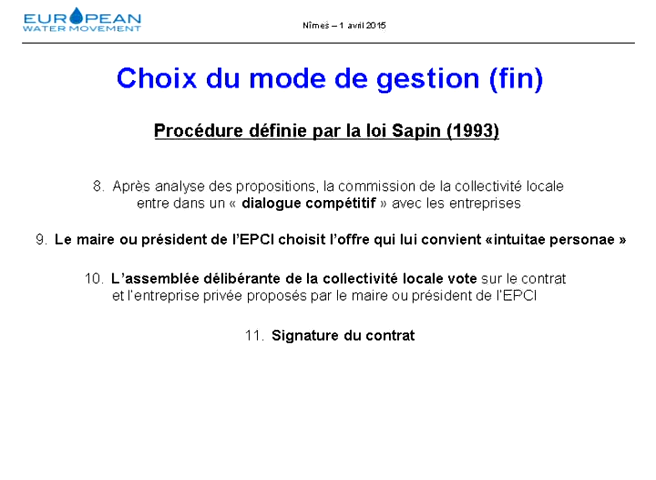 EUROPEAN
WATER MOVEMENT
Nîmes – 1 avril 2015
Choix du mode de gestion (fin)
Procédure définie par la loi Sapin (1993)
8. Après analyse des propositions, la commission de la collectivité locale
entre dans un « dialogue compétitif » avec les entreprises
9. Le maire ou président de l’EPCI choisit l’offre qui lui convient «intuitae personae »
10. L’assemblée délibérante de la collectivité locale vote sur le contrat
et l’entreprise privée proposés par le maire ou président de l’EPCI
11. Signature du contrat